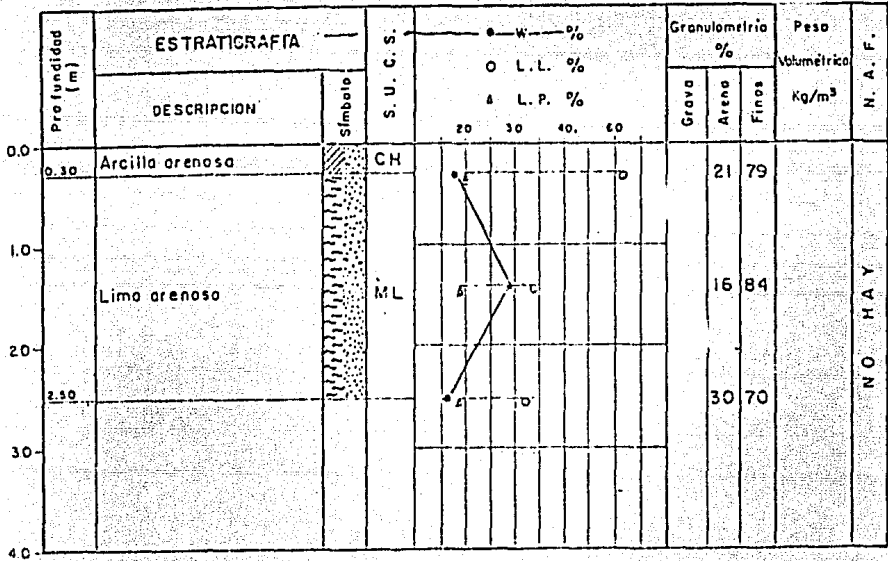 Profundidad (m)
ESTRATIGRAFIA
DESCRIPCION
Símbolo
S. U. C. S.
W %
O L.L. %
L.P. %
20 30 40 60
Granulometría %
Grava
Arena
Finos
Peso
Volumétrico
Kg/m³
N. A. F.
0.0
Arcilla arenosa
CH
21 79
0.30
1.0
Limo arenoso
ML
16 84
2.0
2.50
30 70
3.0
4.0
NO HAY